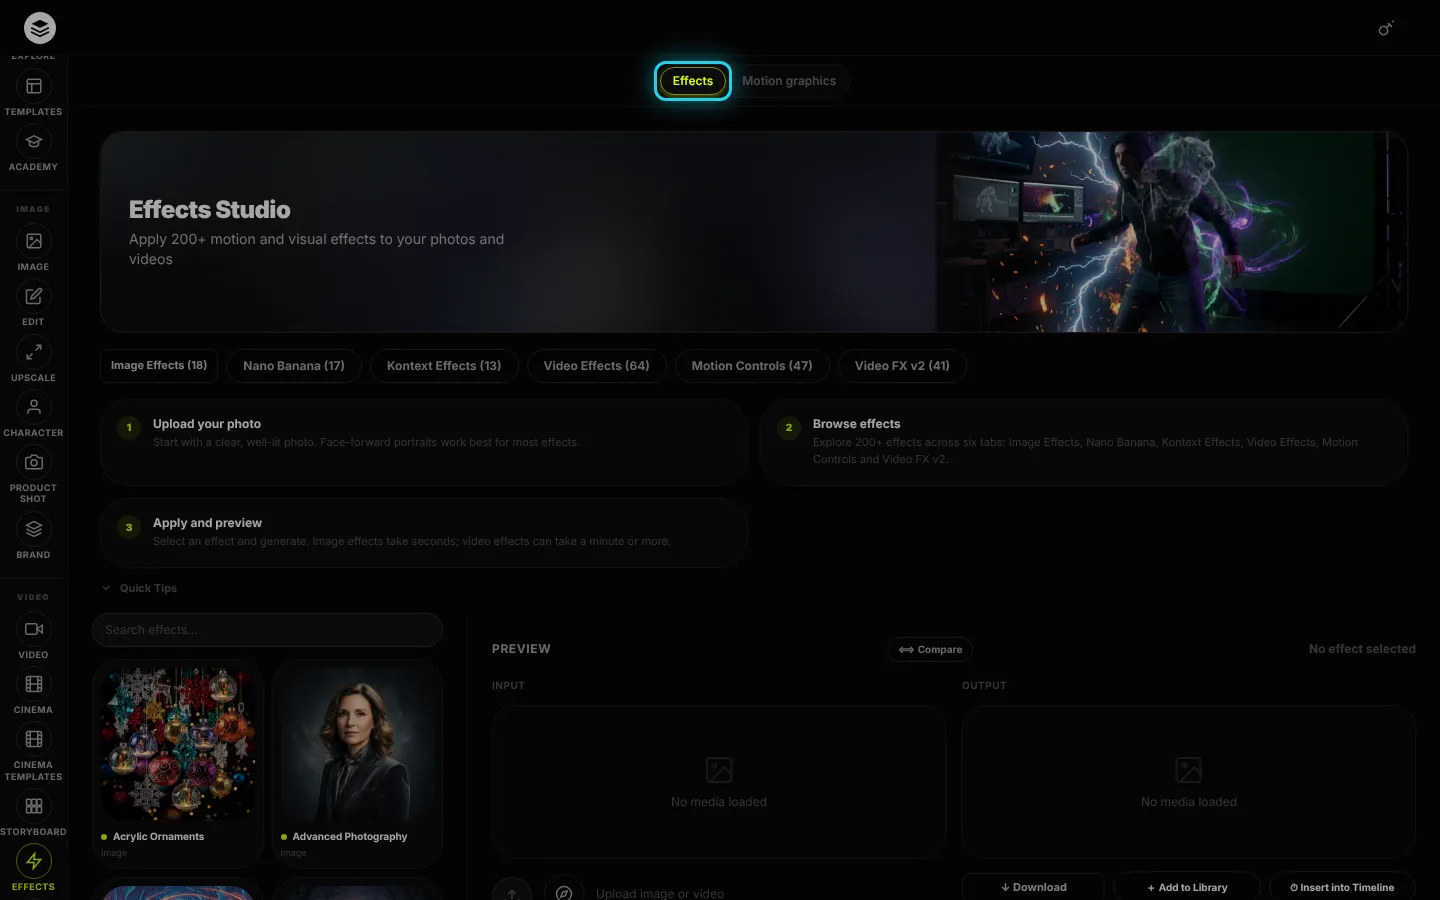 EXPLORE
TEMPLATES
ACADEMY
IMAGE
IMAGE
EDIT
UPSCALE
CHARACTER
PRODUCT
SHOT
BRAND
VIDEO
VIDEO
CINEMA
CINEMA
TEMPLATES
STORYBOARD
EFFECTS
Effects
Motion graphics
Effects Studio
Apply 200+ motion and visual effects to your photos and
videos
Image Effects (18)
Nano Banana (17)
Kontext Effects (13)
Video Effects (64)
Motion Controls (47)
Video FX v2 (41)
1
Upload your photo
Start with a clear, well-lit photo. Face-forward portraits work best for most effects.
2
Browse effects
Explore 200+ effects across six tabs: Image Effects, Nano Banana, Kontext Effects, Video Effects, Motion
Controls and Video FX v2.
3
Apply and preview
Select an effect and generate. Image effects take seconds; video effects can take a minute or more.
Quick Tips
Search effects...
Acrylic Ornaments
Image
Advanced Photography
Image
PREVIEW
Compare
No effect selected
INPUT
No media loaded
OUTPUT
No media loaded
Upload image or video
Download
+ Add to Library
Insert into Timeline